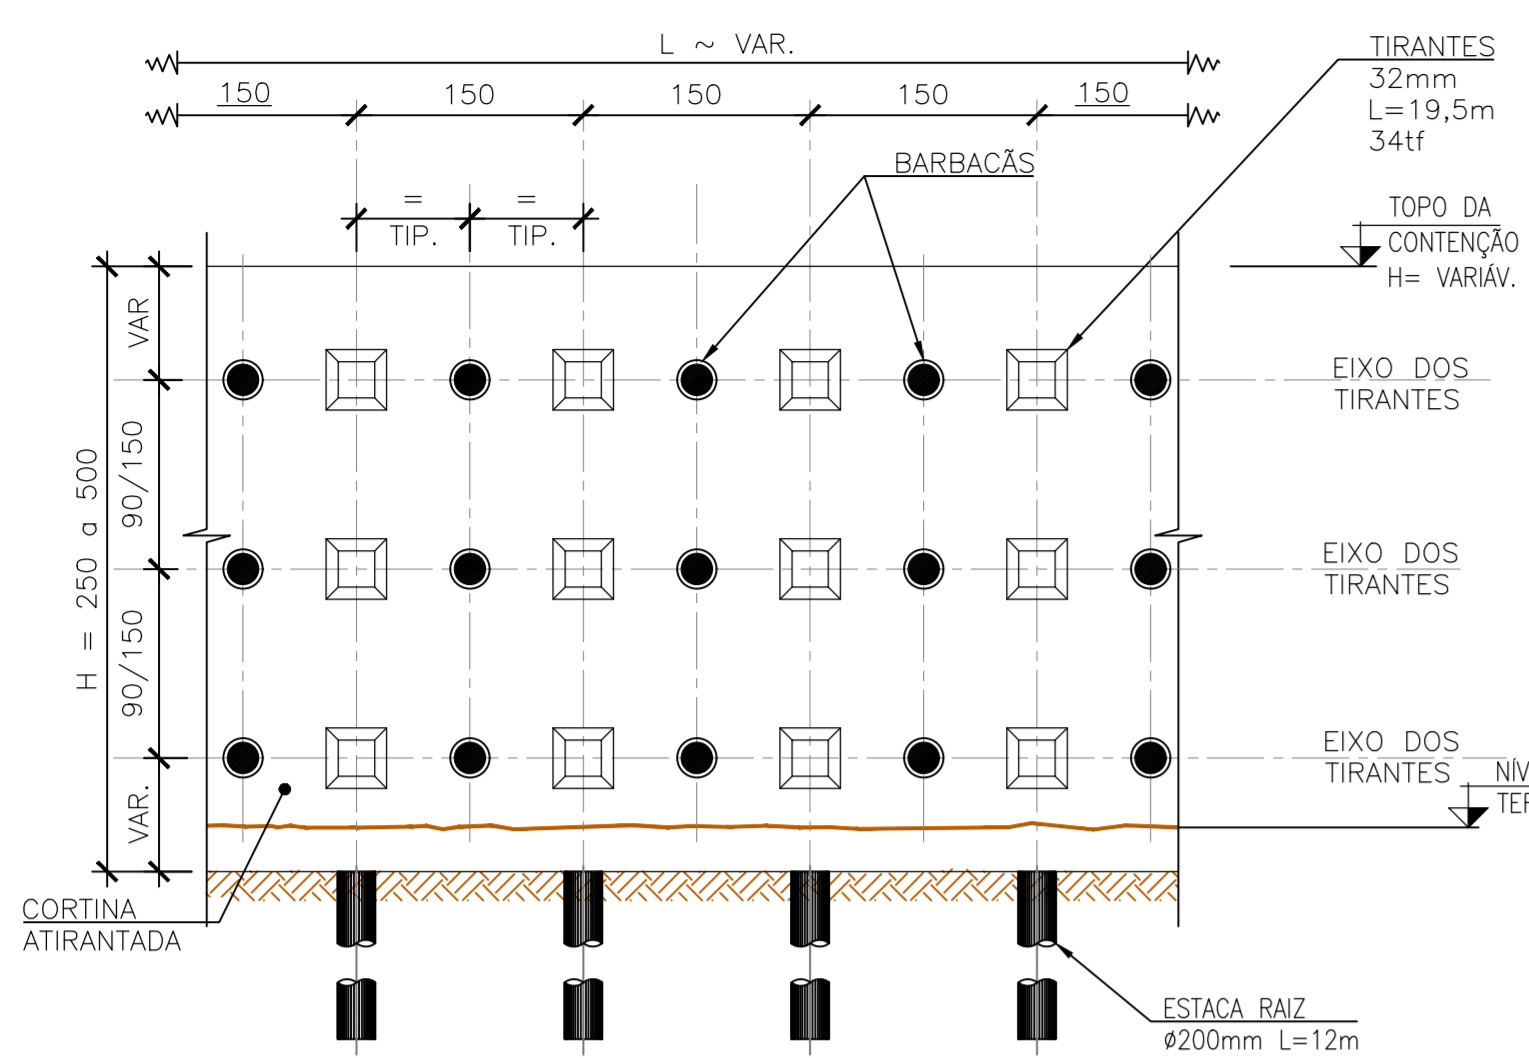 L ~ VAR.
150
150
150
150
150
TIRANTES
32mm
L=19,5m
34tf
BARBACÃS
=
=
TIP.
TIP.
TOPO DA
CONTENÇÃO
H= VARIÁV.
VAR
90/150
90/150
VAR.
H = 250 a 500
EIXO DOS
TIRANTES
EIXO DOS
TIRANTES
EIXO DOS
TIRANTES
CORTINA
ATIRANTADA
ESTACA RAIZ
ø200mm L=12m